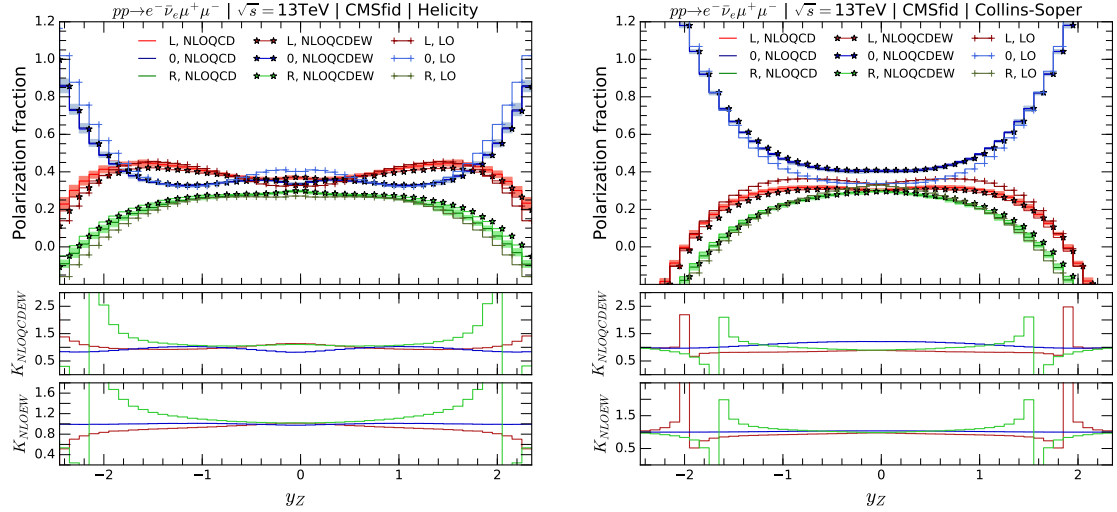 pp→e⁻ν̄ₑμ⁺μ⁻ | √s = 13TeV | CMSfid | Helicity
L, NLOQCD L, NLOQCDEW L, LO
0, NLOQCD 0, NLOQCDEW 0, LO
R, NLOQCD R, NLOQCDEW R, LO
Polarization fraction
1.2
1.0
0.8
0.6
0.4
0.2
0.0
K_NLOQCDEW
2.5
1.5
0.5
K_NLOEW
1.6
1.2
0.8
0.4
−2 −1 0 1 2
y_Z
pp→e⁻ν̄ₑμ⁺μ⁻ | √s = 13TeV | CMSfid | Collins-Soper
L, NLOQCD L, NLOQCDEW L, LO
0, NLOQCD 0, NLOQCDEW 0, LO
R, NLOQCD R, NLOQCDEW R, LO
Polarization fraction
1.2
1.0
0.8
0.6
0.4
0.2
0.0
K_NLOQCDEW
2.5
1.5
0.5
K_NLOEW
1.5
0.5
−2 −1 0 1 2
y_Z